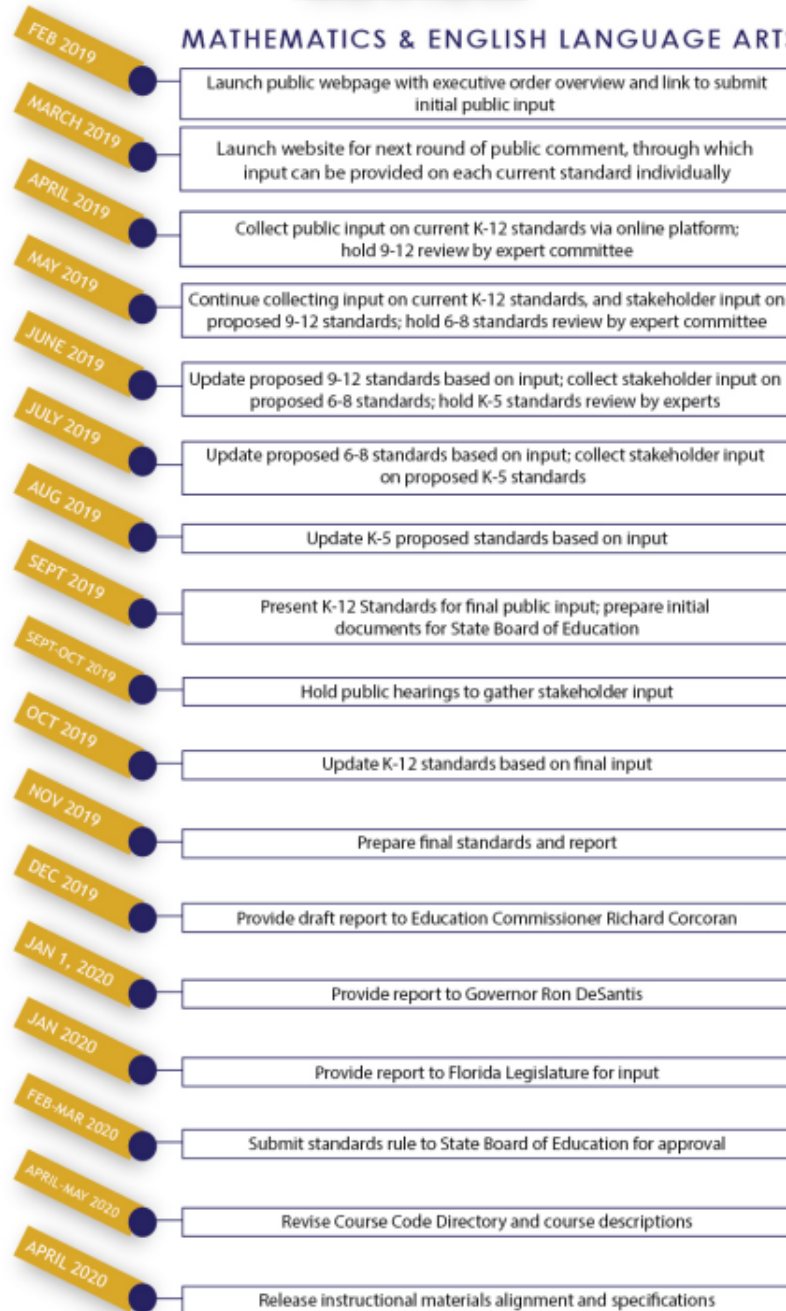 MATHEMATICS & ENGLISH LANGUAGE ARTS
FEB 2019
Launch public webpage with executive order overview and link to submit
initial public input
MARCH 2019
Launch website for next round of public comment, through which
input can be provided on each current standard individually
APRIL 2019
Collect public input on current K-12 standards via online platform;
hold 9-12 review by expert committee
MAY 2019
Continue collecting input on current K-12 standards, and stakeholder input on
proposed 9-12 standards; hold 6-8 standards review by expert committee
JUNE 2019
Update proposed 9-12 standards based on input; collect stakeholder input on
proposed 6-8 standards; hold K-5 standards review by experts
JULY 2019
Update proposed 6-8 standards based on input; collect stakeholder input
on proposed K-5 standards
AUG 2019
Update K-5 proposed standards based on input
SEPT 2019
Present K-12 Standards for final public input; prepare initial
documents for State Board of Education
SEPT-OCT 2019
Hold public hearings to gather stakeholder input
OCT 2019
Update K-12 standards based on final input
NOV 2019
Prepare final standards and report
DEC 2019
Provide draft report to Education Commissioner Richard Corcoran
JAN 1, 2020
Provide report to Governor Ron DeSantis
JAN 2020
Provide report to Florida Legislature for input
FEB-MAR 2020
Submit standards rule to State Board of Education for approval
APRIL-MAY 2020
Revise Course Code Directory and course descriptions
APRIL 2020
Release instructional materials alignment and specifications